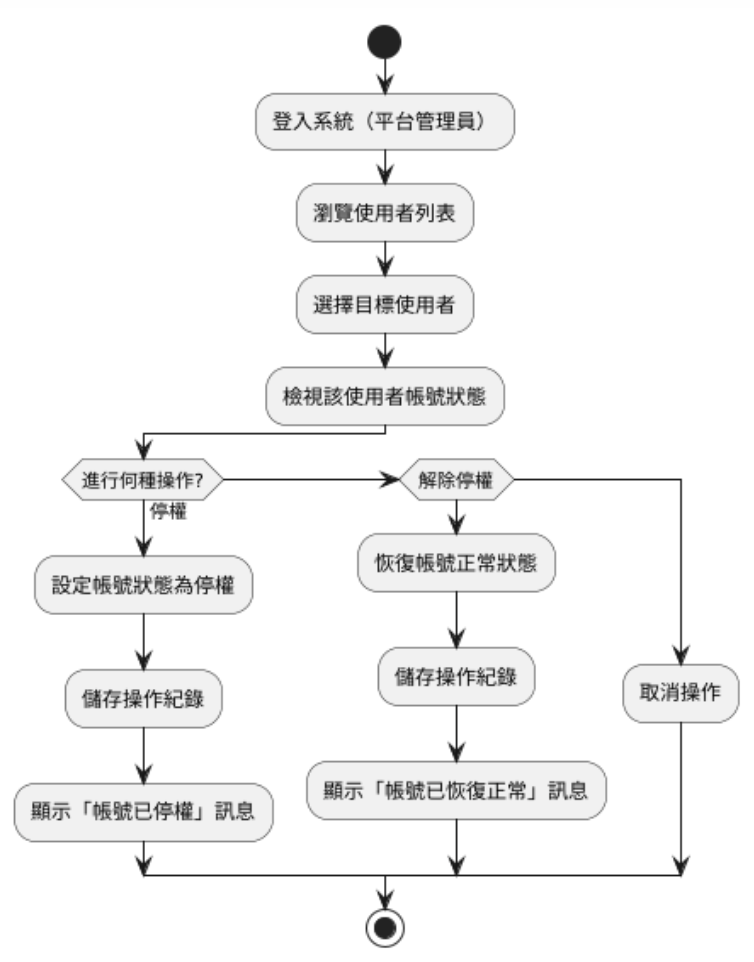 登入系統（平台管理員）
瀏覽使用者列表
選擇目標使用者
檢視該使用者帳號狀態
進行何種操作?
停權
設定帳號狀態為停權
儲存操作紀錄
顯示「帳號已停權」訊息
解除停權
恢復帳號正常狀態
儲存操作紀錄
顯示「帳號已恢復正常」訊息
取消操作